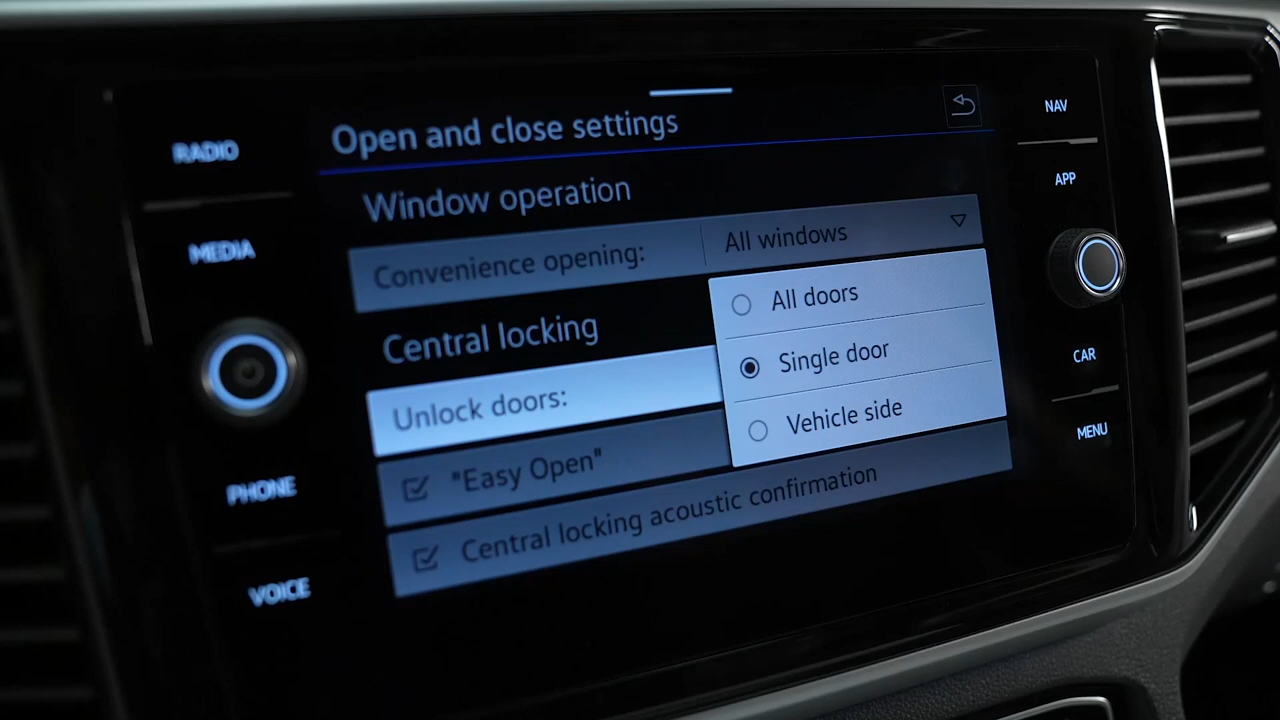 RADIO
MEDIA
PHONE
VOICE
Open and close settings
Window operation
Convenience opening: All windows
Central locking
Unlock doors:
All doors
Single door
Vehicle side
"Easy Open"
Central locking acoustic confirmation
NAV
APP
CAR
MENU